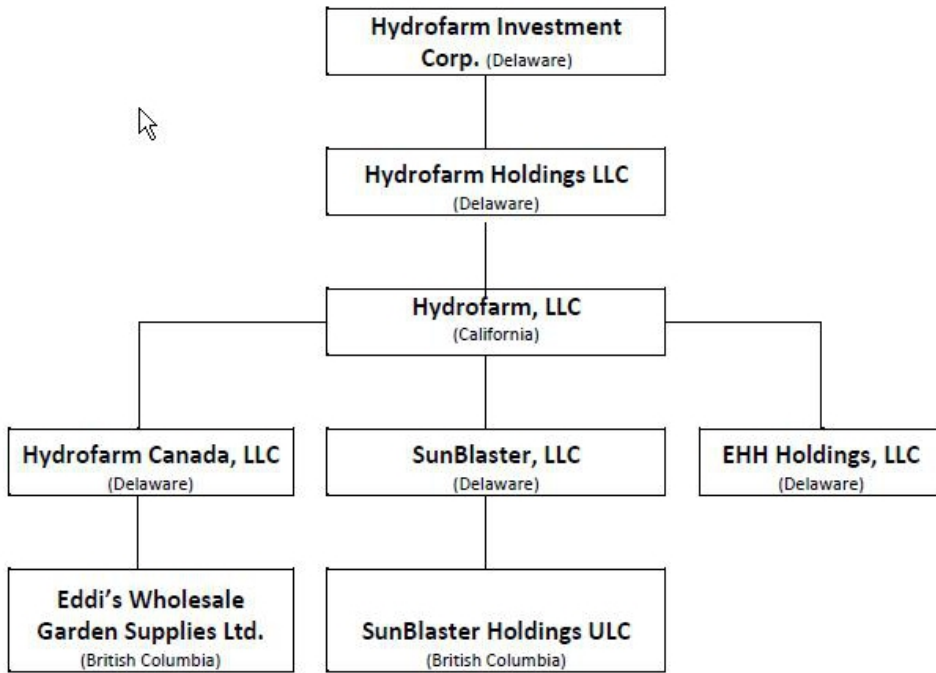 Hydrofarm Investment
Corp. (Delaware)
Hydrofarm Holdings LLC
(Delaware)
Hydrofarm, LLC
(California)
Hydrofarm Canada, LLC
(Delaware)
SunBlaster, LLC
(Delaware)
EHH Holdings, LLC
(Delaware)
Eddi’s Wholesale
Garden Supplies Ltd.
(British Columbia)
SunBlaster Holdings ULC
(British Columbia)